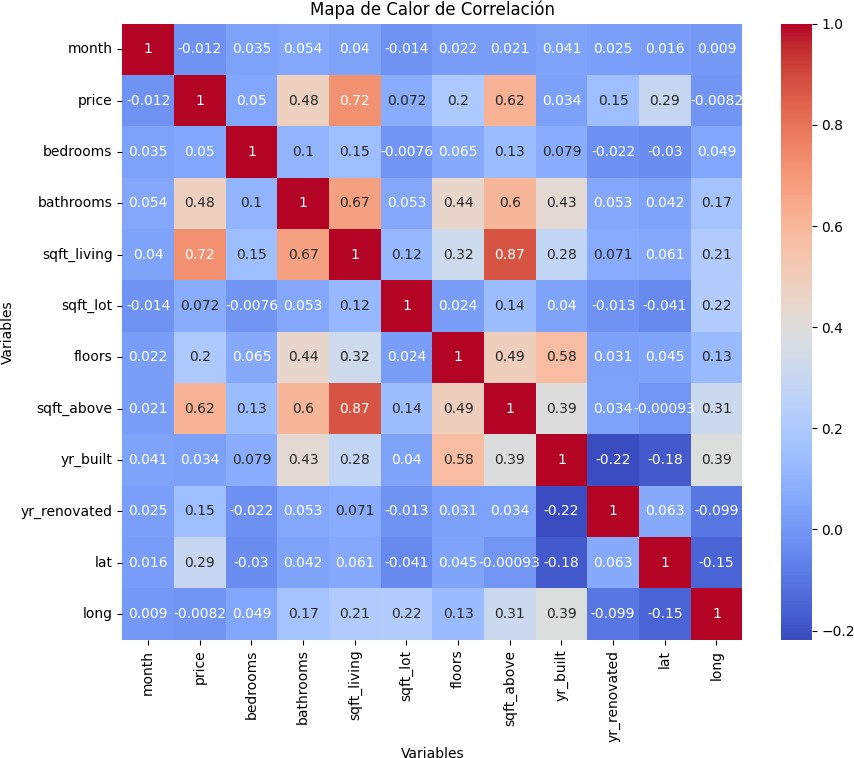 Mapa de Calor de Correlación
month 1 -0.012 0.035 0.054 0.04 -0.014 0.022 0.021 0.041 0.025 0.016 0.009
price -0.012 1 0.05 0.48 0.72 0.072 0.2 0.62 0.034 0.15 0.29 -0.0082
bedrooms 0.035 0.05 1 0.1 0.15 -0.0076 0.065 0.13 0.079 -0.022 -0.03 0.049
bathrooms 0.054 0.48 0.1 1 0.67 0.053 0.44 0.6 0.43 0.053 0.042 0.17
sqft_living 0.04 0.72 0.15 0.67 1 0.12 0.32 0.87 0.28 0.071 0.061 0.21
sqft_lot -0.014 0.072 -0.0076 0.053 0.12 1 0.024 0.14 0.04 -0.013 -0.041 0.22
floors 0.022 0.2 0.065 0.44 0.32 0.024 1 0.49 0.58 0.031 0.045 0.13
sqft_above 0.021 0.62 0.13 0.6 0.87 0.14 0.49 1 0.39 0.034 -0.00093 0.31
yr_built 0.041 0.034 0.079 0.43 0.28 0.04 0.58 0.39 1 -0.22 -0.18 0.39
yr_renovated 0.025 0.15 -0.022 0.053 0.071 -0.013 0.031 0.034 -0.22 1 0.063 -0.099
lat 0.016 0.29 -0.03 0.042 0.061 -0.041 0.045 -0.00093 -0.18 0.063 1 -0.15
long 0.009 -0.0082 0.049 0.17 0.21 0.22 0.13 0.31 0.39 -0.099 -0.15 1
month price bedrooms bathrooms sqft_living sqft_lot floors sqft_above yr_built yr_renovated lat long
Variables
Variables
1.0
0.8
0.6
0.4
0.2
0.0
−0.2